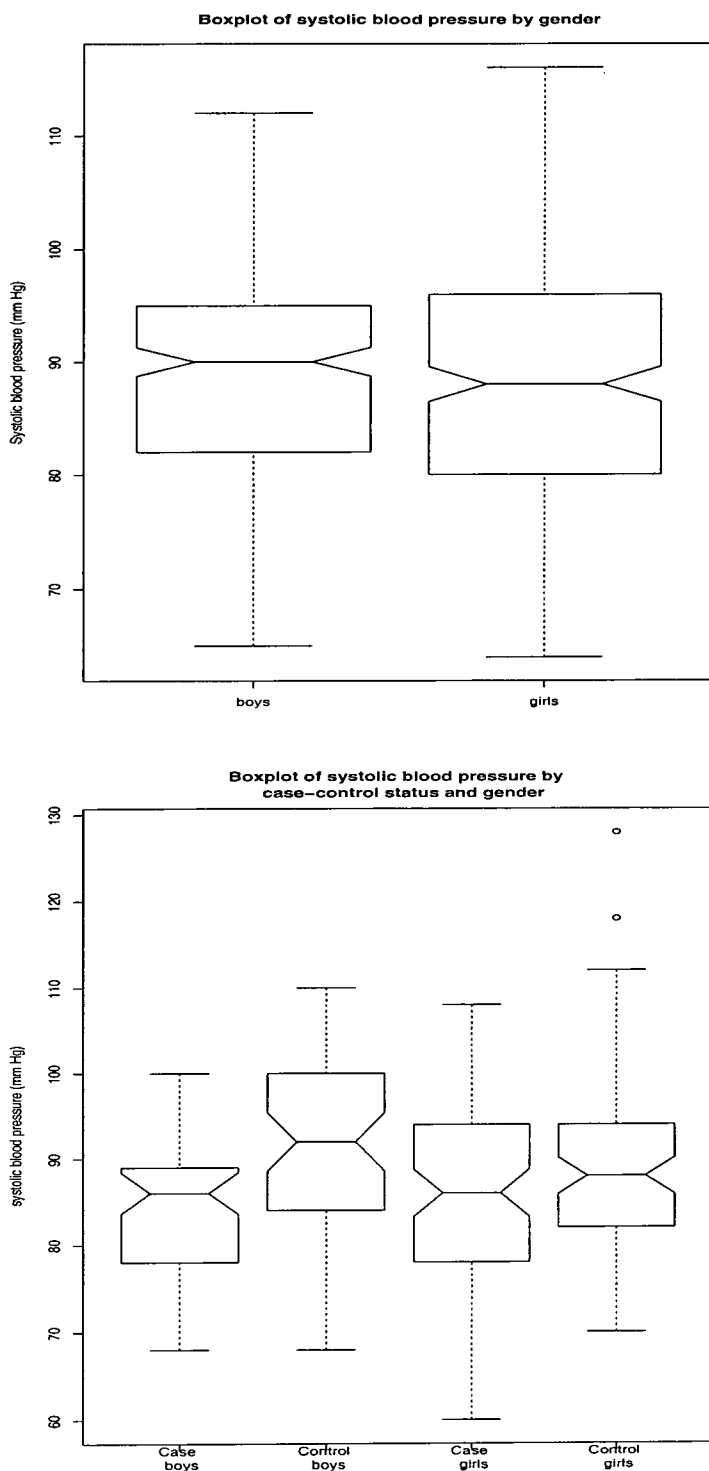 Boxplot of systolic blood pressure by gender
Systolic blood pressure (mm Hg)
110
100
90
80
70
boys
girls
Boxplot of systolic blood pressure by
case–control status and gender
systolic blood pressure (mm Hg)
130
120
110
100
90
80
70
60
Case
boys
Control
boys
Case
girls
Control
girls